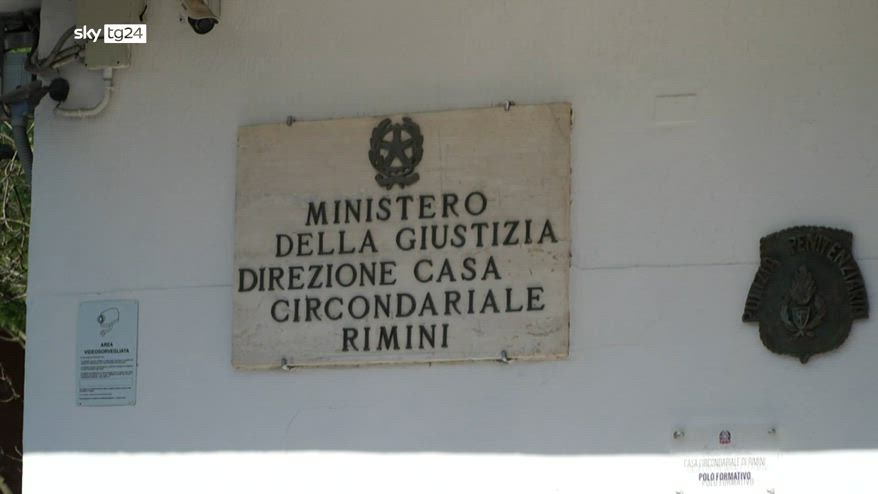 sky tg24
MINISTERO
DELLA GIUSTIZIA
DIREZIONE CASA
CIRCONDARIALE
RIMINI
POLIZIA PENITENZIARIA
AREA
VIDEOSORVEGLIATA
CASA CIRCONDARIALE DI RIMINI
POLO FORMATIVO